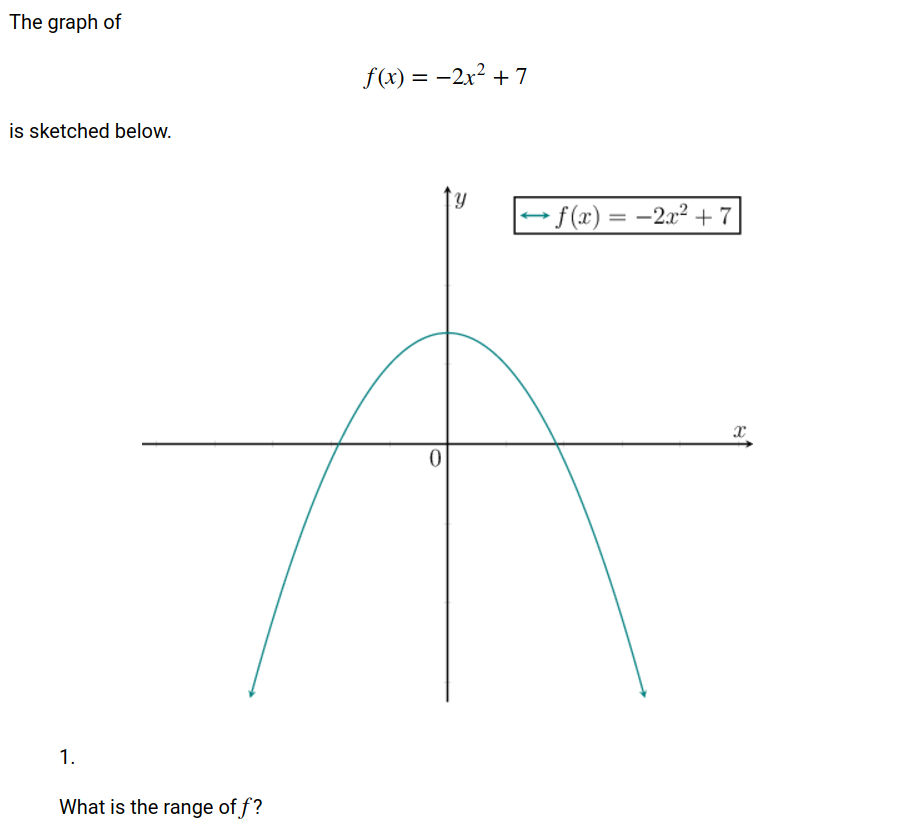 The graph of
f(x) = −2x² + 7
is sketched below.
y
f(x) = −2x² + 7
x
0
1.
What is the range of f?